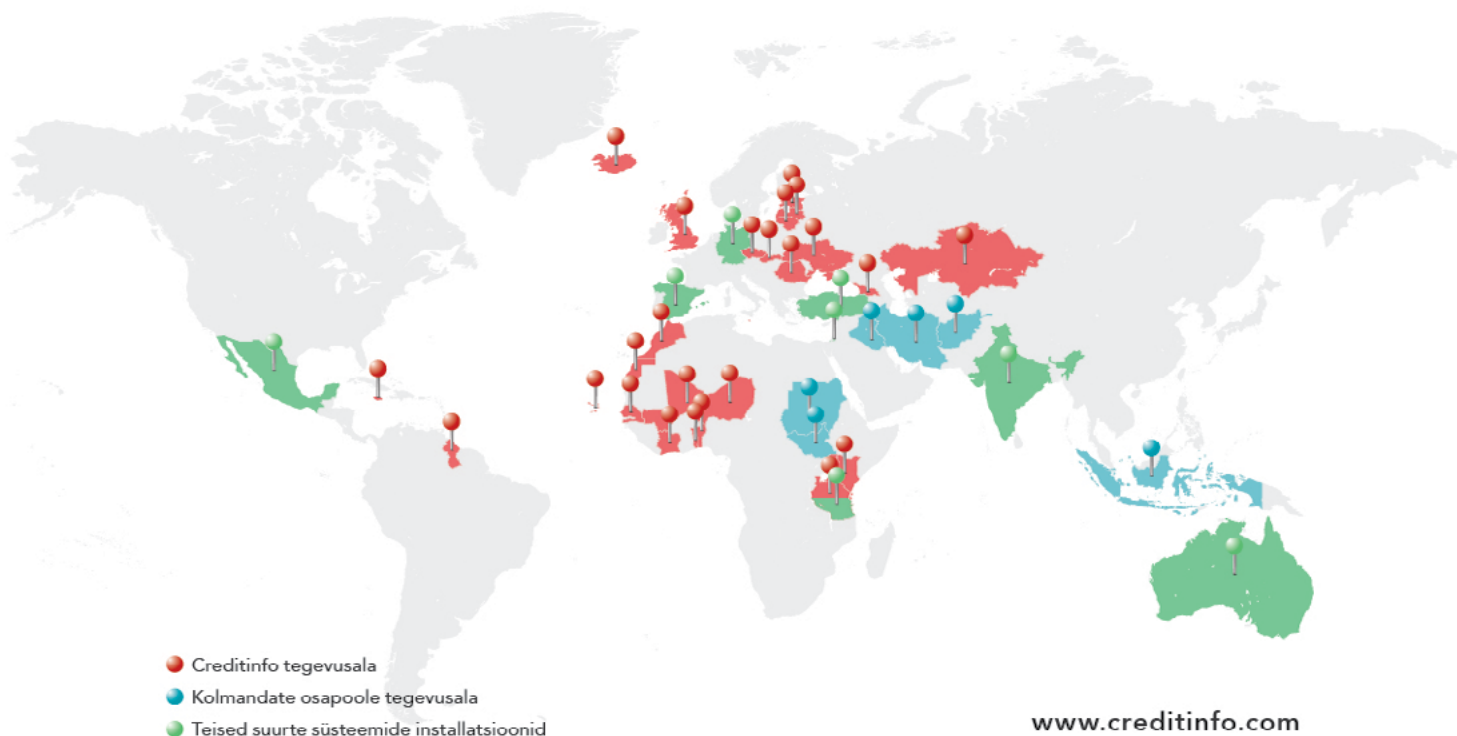 Creditinfo tegevusala
Kolmandate osapoole tegevusala
Teised suurte süsteemide installatsioonid
www.creditinfo.com